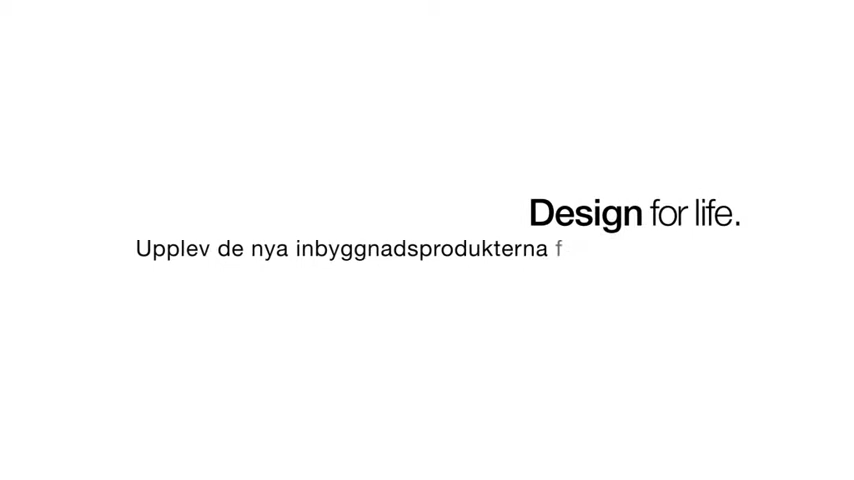 Design for life.
Upplev de nya inbyggnadsprodukterna f